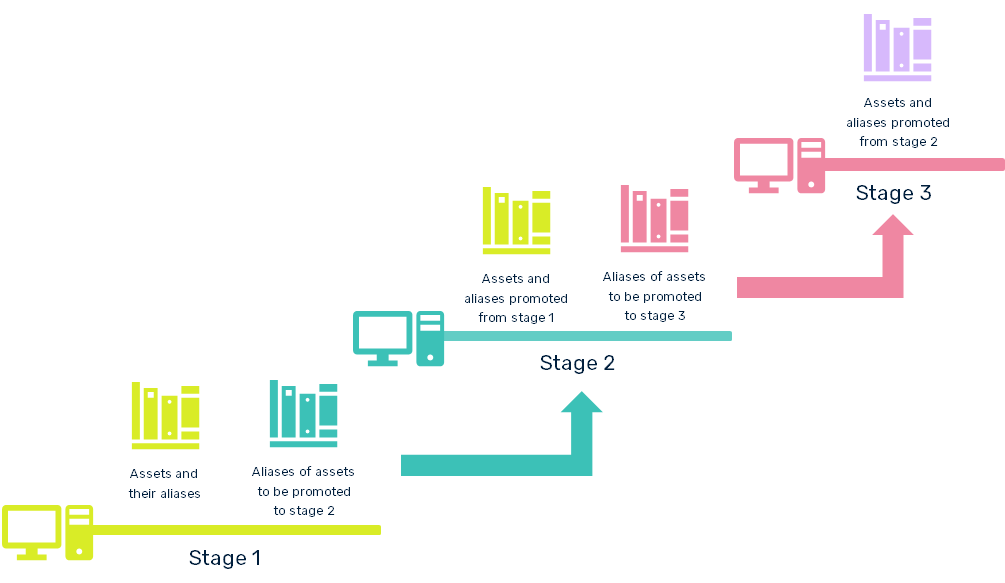 Assets and
aliases promoted
from stage 2
Stage 3
Assets and
aliases promoted
from stage 1
Aliases of assets
to be promoted
to stage 3
Stage 2
Assets and
their aliases
Aliases of assets
to be promoted
to stage 2
Stage 1